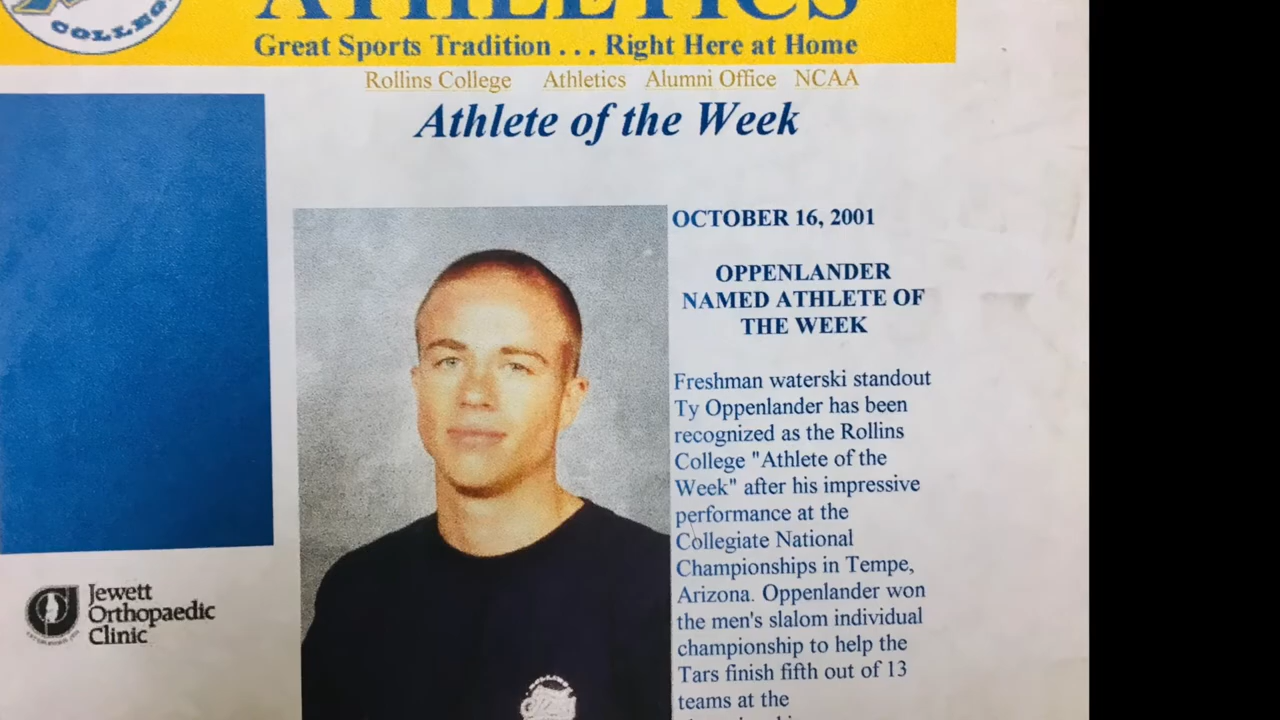 COLLEGE
ATHLETICS
Great Sports Tradition . . . Right Here at Home
Rollins College Athletics Alumni Office NCAA
Athlete of the Week
OCTOBER 16, 2001
OPPENLANDER
NAMED ATHLETE OF
THE WEEK
Freshman waterski standout
Ty Oppenlander has been
recognized as the Rollins
College "Athlete of the
Week" after his impressive
performance at the
Collegiate National
Championships in Tempe,
Arizona. Oppenlander won
the men's slalom individual
championship to help the
Tars finish fifth out of 13
teams at the
Jewett
Orthopaedic
Clinic
ROLLINS